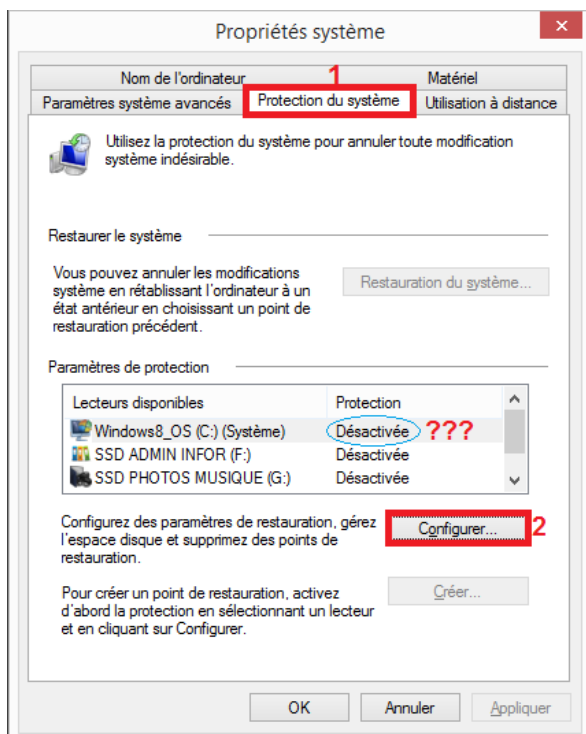 Propriétés système
×
1
Nom de l'ordinateur
Matériel
Paramètres système avancés
Protection du système
Utilisation à distance
Utilisez la protection du système pour annuler toute modification
système indésirable.
Restaurer le système
Vous pouvez annuler les modifications
système en rétablissant l'ordinateur à un
état antérieur en choisissant un point de
restauration précédent.
Restauration du système...
Paramètres de protection
Lecteurs disponibles Protection
Windows8_OS (C:) (Système) Désactivée ???
SSD ADMIN INFOR (F:) Désactivée
SSD PHOTOS MUSIQUE (G:) Désactivée
Configurez des paramètres de restauration, gérez
l'espace disque et supprimez des points de
restauration.
Configurer... 2
Pour créer un point de restauration, activez
d'abord la protection en sélectionnant un lecteur
et en cliquant sur Configurer.
Créer...
OK Annuler Appliquer